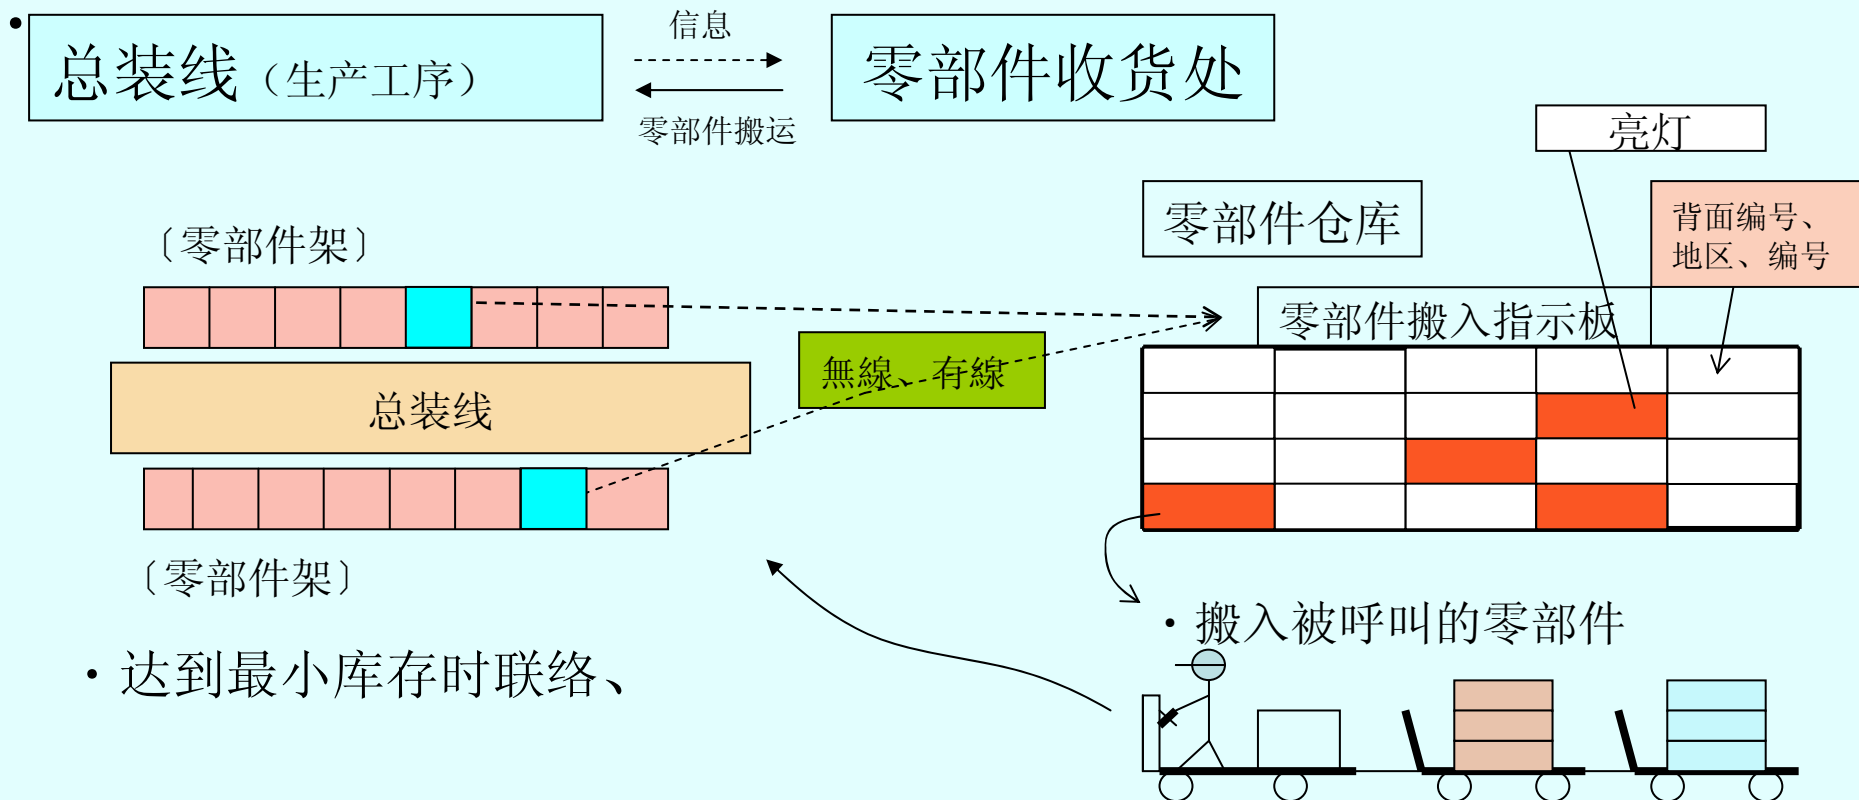 •
总装线（生产工序）
信息
零部件搬运
零部件收货处
亮灯
零部件仓库
背面编号、
地区、编号
〔零部件架〕
零部件搬入指示板
無線、有線
总装线
〔零部件架〕
・搬入被呼叫的零部件
・达到最小库存时联络、